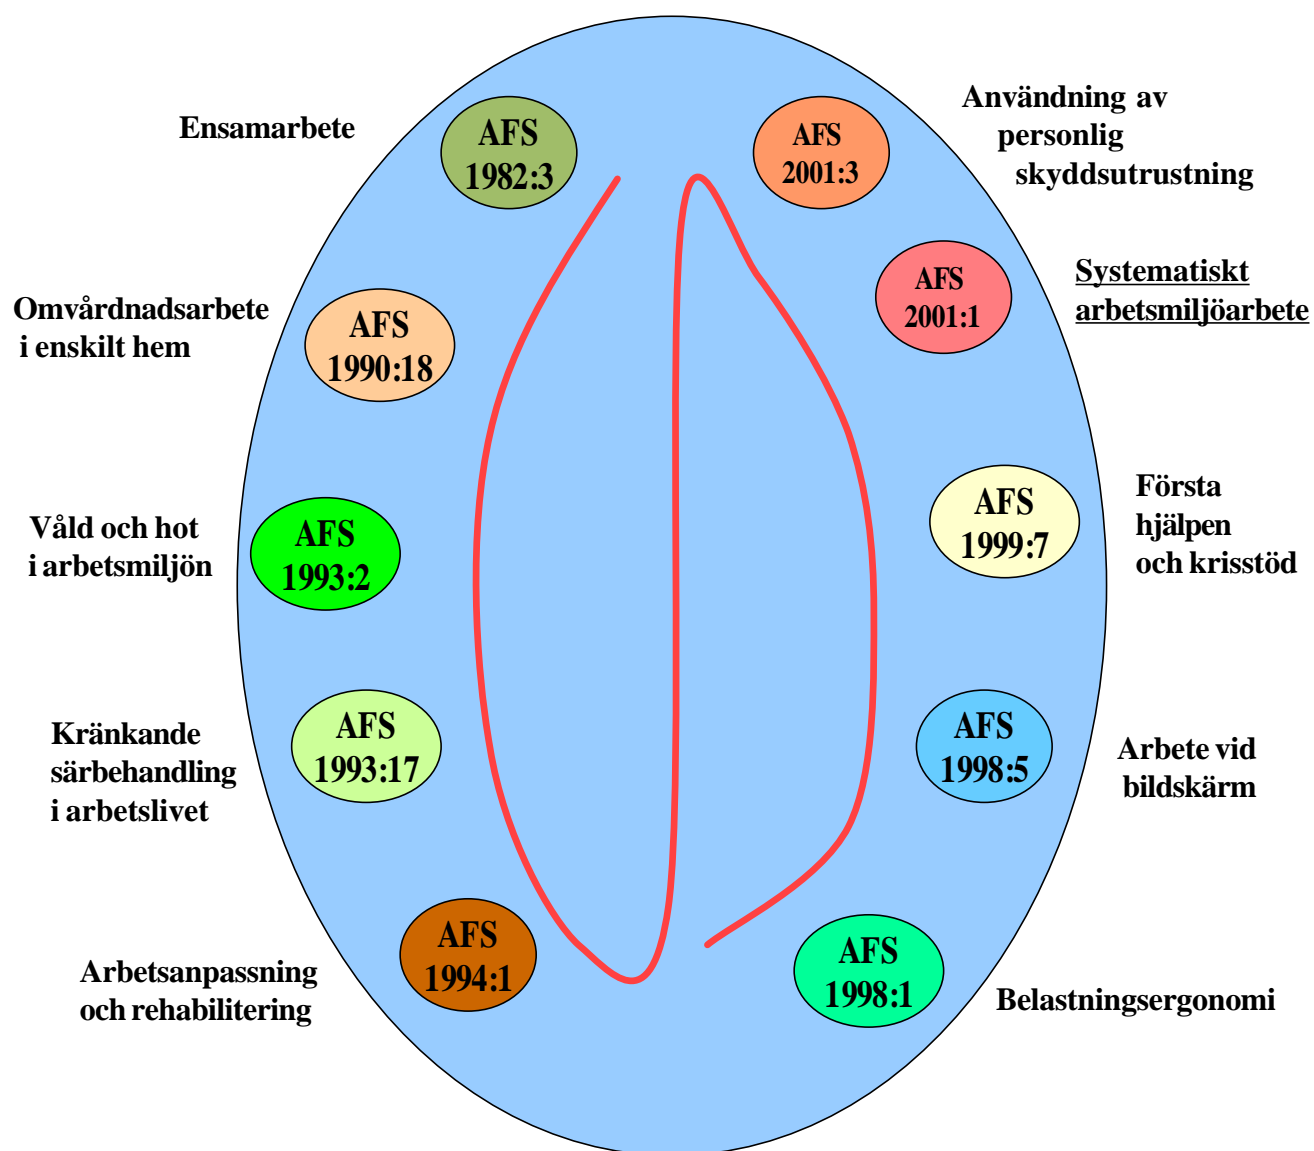 Ensamarbete
AFS
1982:3
AFS
2001:3
Användning av
personlig
skyddsutrustning
AFS
2001:1
Systematiskt
arbetsmiljöarbete
Omvårdnadsarbete
i enskilt hem
AFS
1990:18
Våld och hot
i arbetsmiljön
AFS
1993:2
AFS
1999:7
Första
hjälpen
och krisstöd
Kränkande
särbehandling
i arbetslivet
AFS
1993:17
AFS
1998:5
Arbete vid
bildskärm
Arbetsanpassning
och rehabilitering
AFS
1994:1
AFS
1998:1
Belastningsergonomi